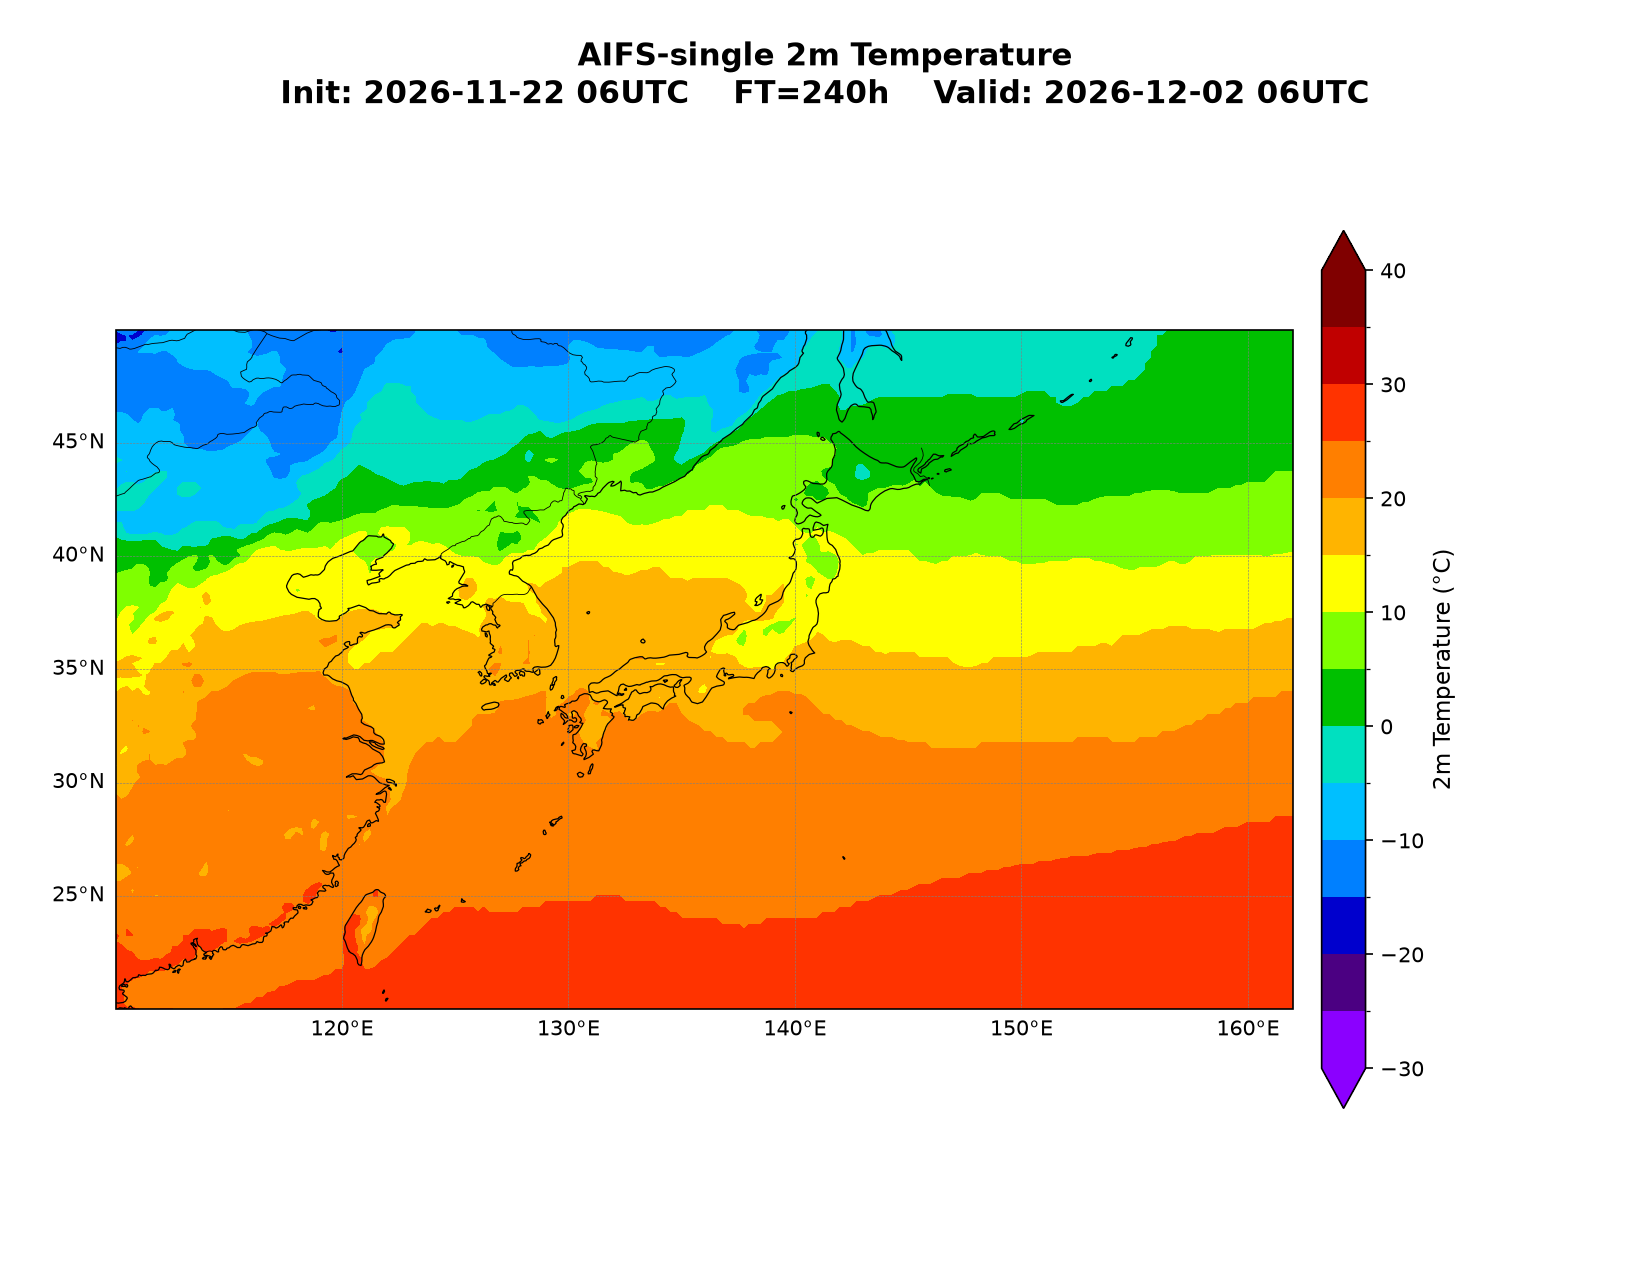 AIFS-single 2m Temperature
Init: 2026-11-22 06UTC    FT=240h    Valid: 2026-12-02 06UTC
45°N
40°N
35°N
30°N
25°N
120°E
130°E
140°E
150°E
160°E
40
30
20
10
0
−10
−20
−30
2m Temperature (°C)